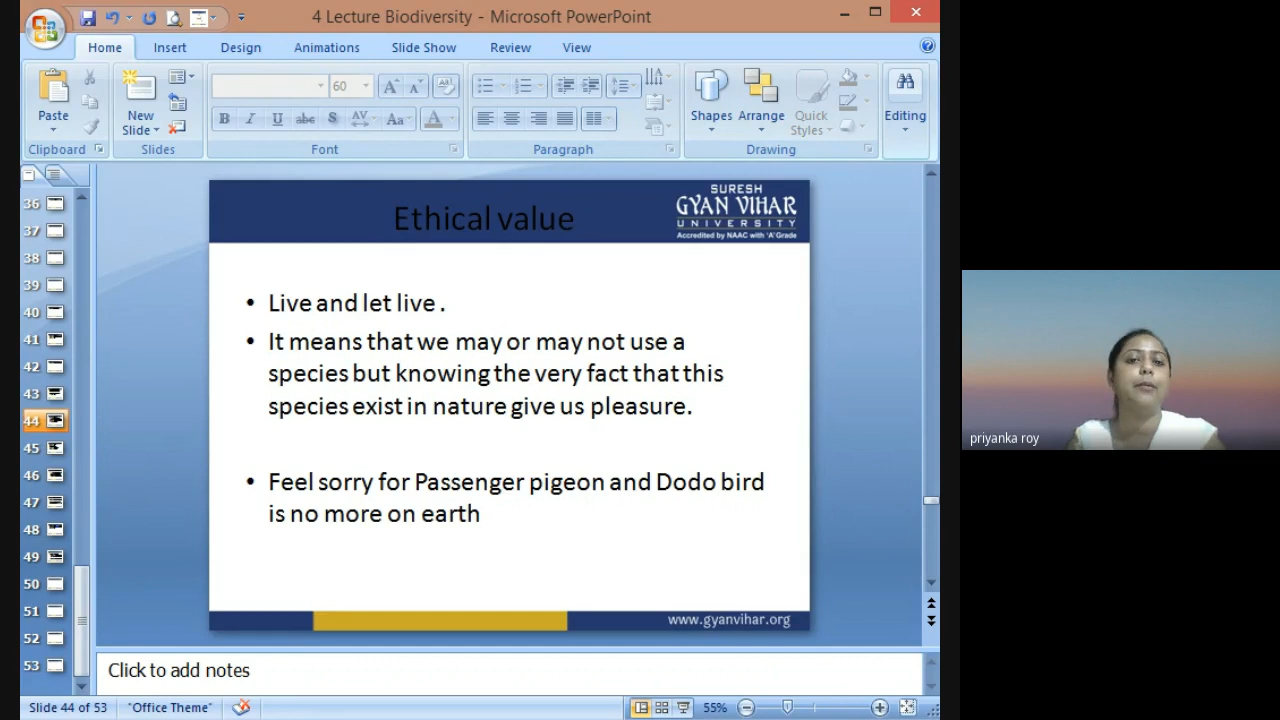 4 Lecture Biodiversity - Microsoft PowerPoint
Home Insert Design Animations Slide Show Review View
60
Paste New Slide Shapes Arrange Quick Styles Editing
Clipboard Slides Font Paragraph Drawing
36
37
38
39
40
41
42
43
44
45
46
47
48
49
50
51
52
53
Ethical value
SURESH
GYAN VIHAR
UNIVERSITY
Accredited by NAAC with 'A' Grade
• Live and let live .
• It means that we may or may not use a
species but knowing the very fact that this
species exist in nature give us pleasure.
• Feel sorry for Passenger pigeon and Dodo bird
is no more on earth
www.gyanvihar.org
Click to add notes
Slide 44 of 53 "Office Theme" 55%
priyanka roy